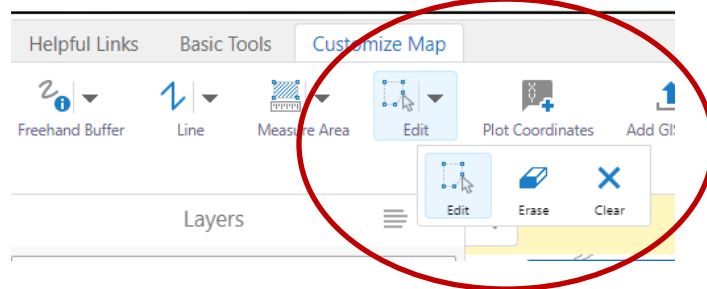 Helpful Links Basic Tools Customize Map
Freehand Buffer Line Measure Area Edit Plot Coordinates Add GIS
Edit Erase Clear
Layers